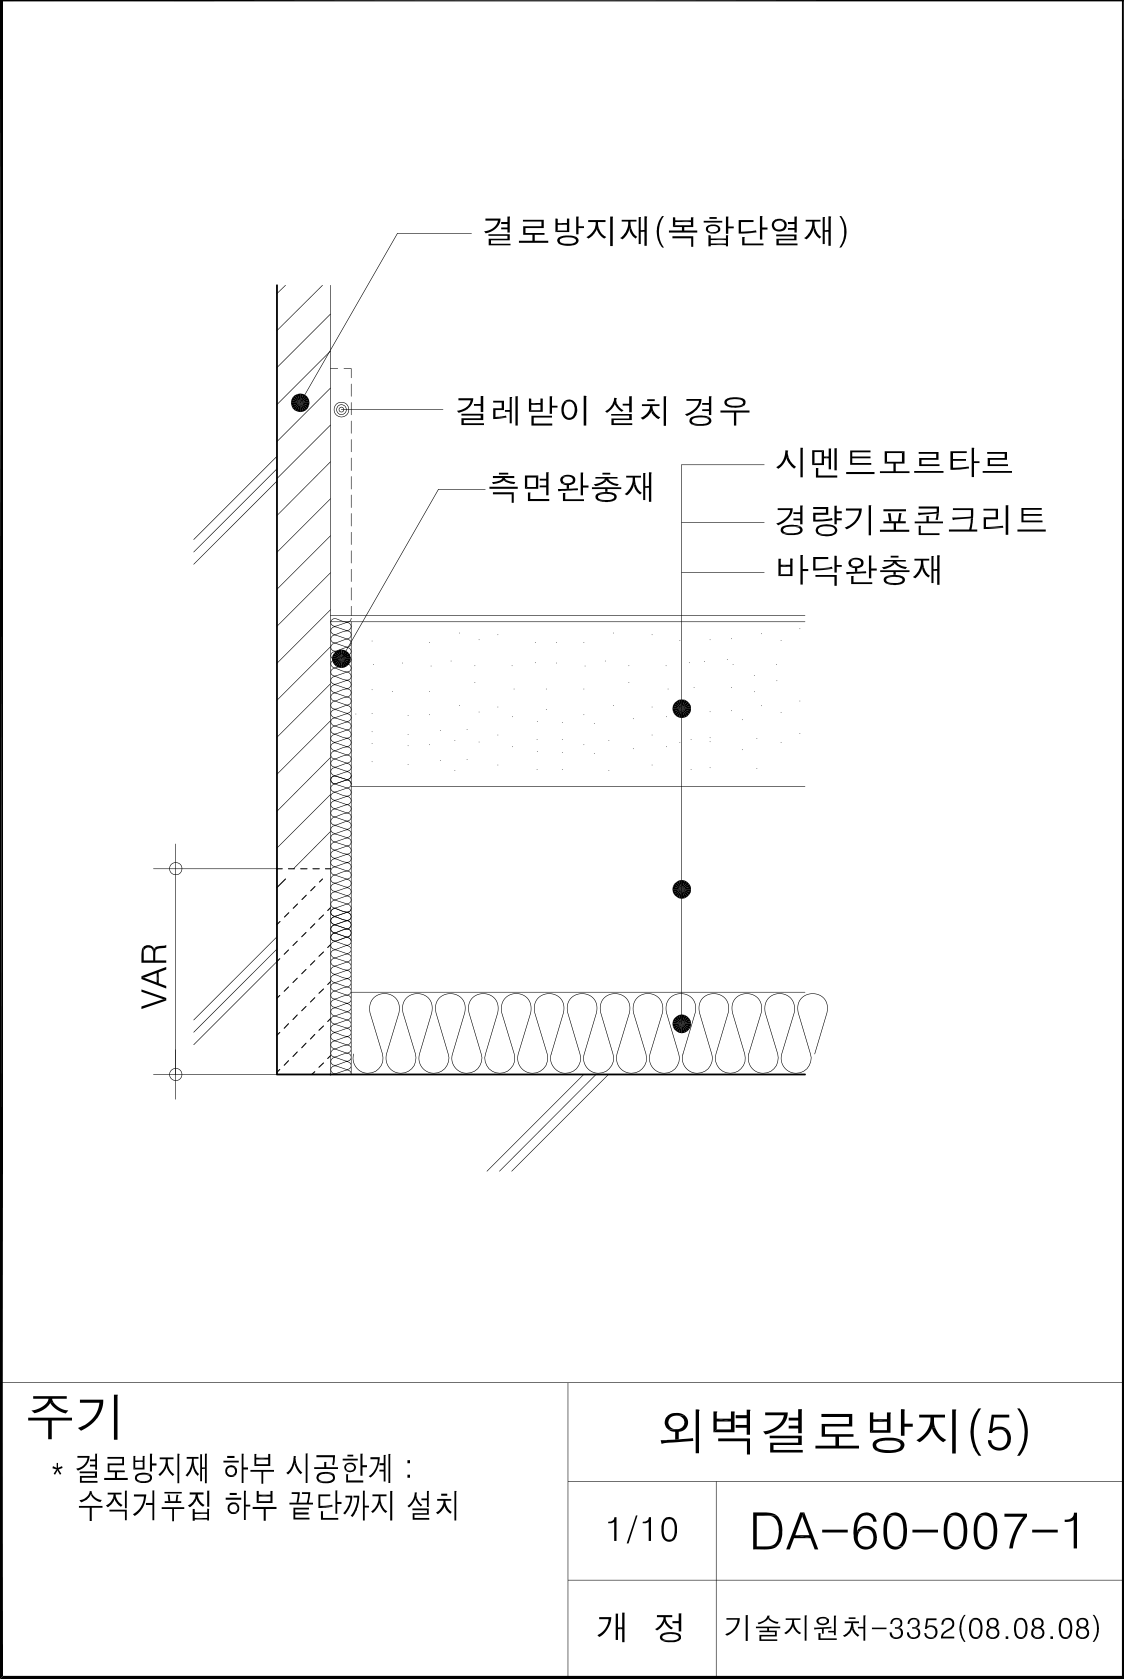 결로방지재(복합단열재)
걸레받이 설치 경우
측면완충재
시멘트모르타르
경량기포콘크리트
바닥완충재
VAR
주기
* 결로방지재 하부 시공한계 :
수직거푸집 하부 끝단까지 설치
외벽결로방지(5)
1/10
DA-60-007-1
개 정
기술지원처-3352(08.08.08)